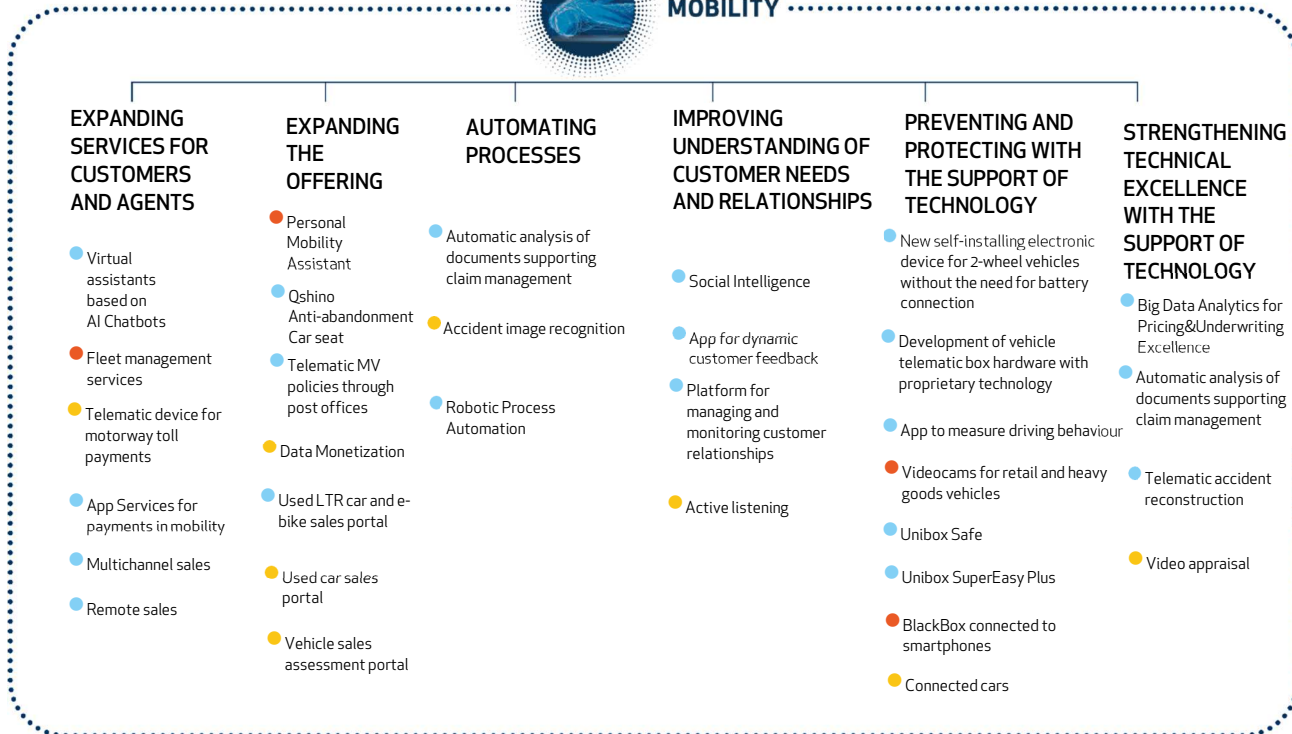 MOBILITY
EXPANDING
SERVICES FOR
CUSTOMERS
AND AGENTS
Virtual
assistants
based on
AI Chatbots
Fleet management
services
Telematic device for
motorway toll
payments
App Services for
payments in mobility
Multichannel sales
Remote sales
EXPANDING
THE
OFFERING
Personal
Mobility
Assistant
Qshino
Anti-abandonment
Car seat
Telematic MV
policies through
post offices
Data Monetization
Used LTR car and e-
bike sales portal
Used car sales
portal
Vehicle sales
assessment portal
AUTOMATING
PROCESSES
Automatic analysis of
documents supporting
claim management
Accident image recognition
Robotic Process
Automation
IMPROVING
UNDERSTANDING OF
CUSTOMER NEEDS
AND RELATIONSHIPS
Social Intelligence
App for dynamic
customer feedback
Platform for
managing and
monitoring customer
relationships
Active listening
PREVENTING AND
PROTECTING WITH
THE SUPPORT OF
TECHNOLOGY
New self-installing electronic
device for 2-wheel vehicles
without the need for battery
connection
Development of vehicle
telematic box hardware with
proprietary technology
App to measure driving behaviour
Videocams for retail and heavy
goods vehicles
Unibox Safe
Unibox SuperEasy Plus
BlackBox connected to
smartphones
Connected cars
STRENGTHENING
TECHNICAL
EXCELLENCE
WITH THE
SUPPORT OF
TECHNOLOGY
Big Data Analytics for
Pricing&Underwriting
Excellence
Automatic analysis of
documents supporting
claim management
Telematic accident
reconstruction
Video appraisal